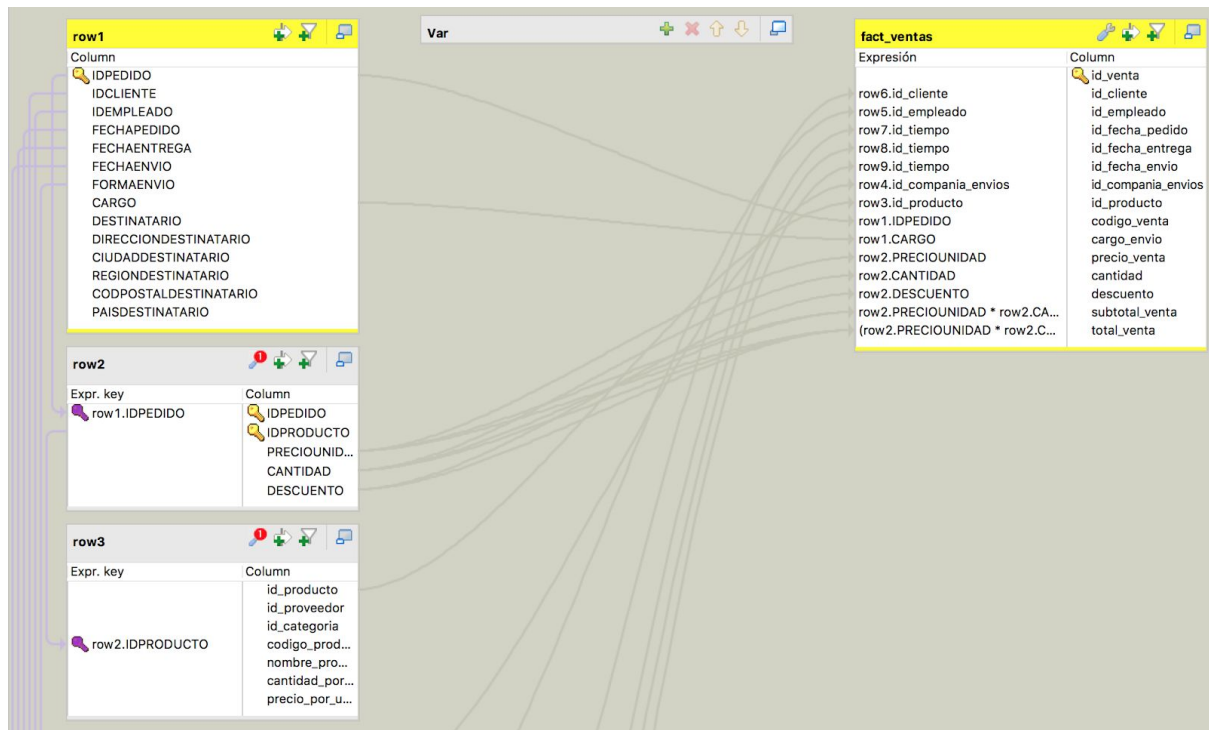 row1
Column
IDPEDIDO
IDCLIENTE
IDEMPLEADO
FECHAPEDIDO
FECHAENTREGA
FECHAENVIO
FORMAENVIO
CARGO
DESTINATARIO
DIRECCIONDESTINATARIO
CIUDADDESTINATARIO
REGIONDESTINATARIO
CODPOSTALDESTINATARIO
PAISDESTINATARIO
row2
1
Expr. key Column
row1.IDPEDIDO IDPEDIDO
IDPRODUCTO
PRECIOUNID...
CANTIDAD
DESCUENTO
row3
1
Expr. key Column
id_producto
id_proveedor
id_categoria
row2.IDPRODUCTO codigo_prod...
nombre_pro...
cantidad_por...
precio_por_u...
Var
fact_ventas
Expresión Column
id_venta
row6.id_cliente id_cliente
row5.id_empleado id_empleado
row7.id_tiempo id_fecha_pedido
row8.id_tiempo id_fecha_entrega
row9.id_tiempo id_fecha_envio
row4.id_compania_envios id_compania_envios
row3.id_producto id_producto
row1.IDPEDIDO codigo_venta
row1.CARGO cargo_envio
row2.PRECIOUNIDAD precio_venta
row2.CANTIDAD cantidad
row2.DESCUENTO descuento
row2.PRECIOUNIDAD * row2.CA... subtotal_venta
(row2.PRECIOUNIDAD * row2.C... total_venta